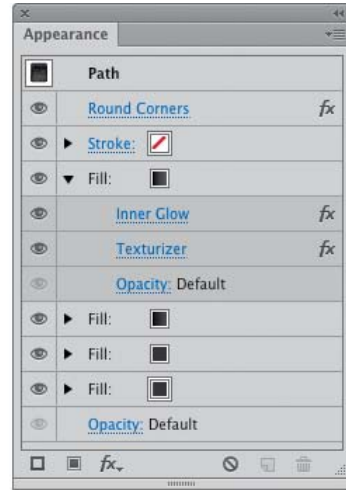 Appearance
Path
Round Corners fx
Stroke:
Fill:
Inner Glow fx
Texturizer fx
Opacity: Default
Fill:
Fill:
Fill:
Opacity: Default
fx